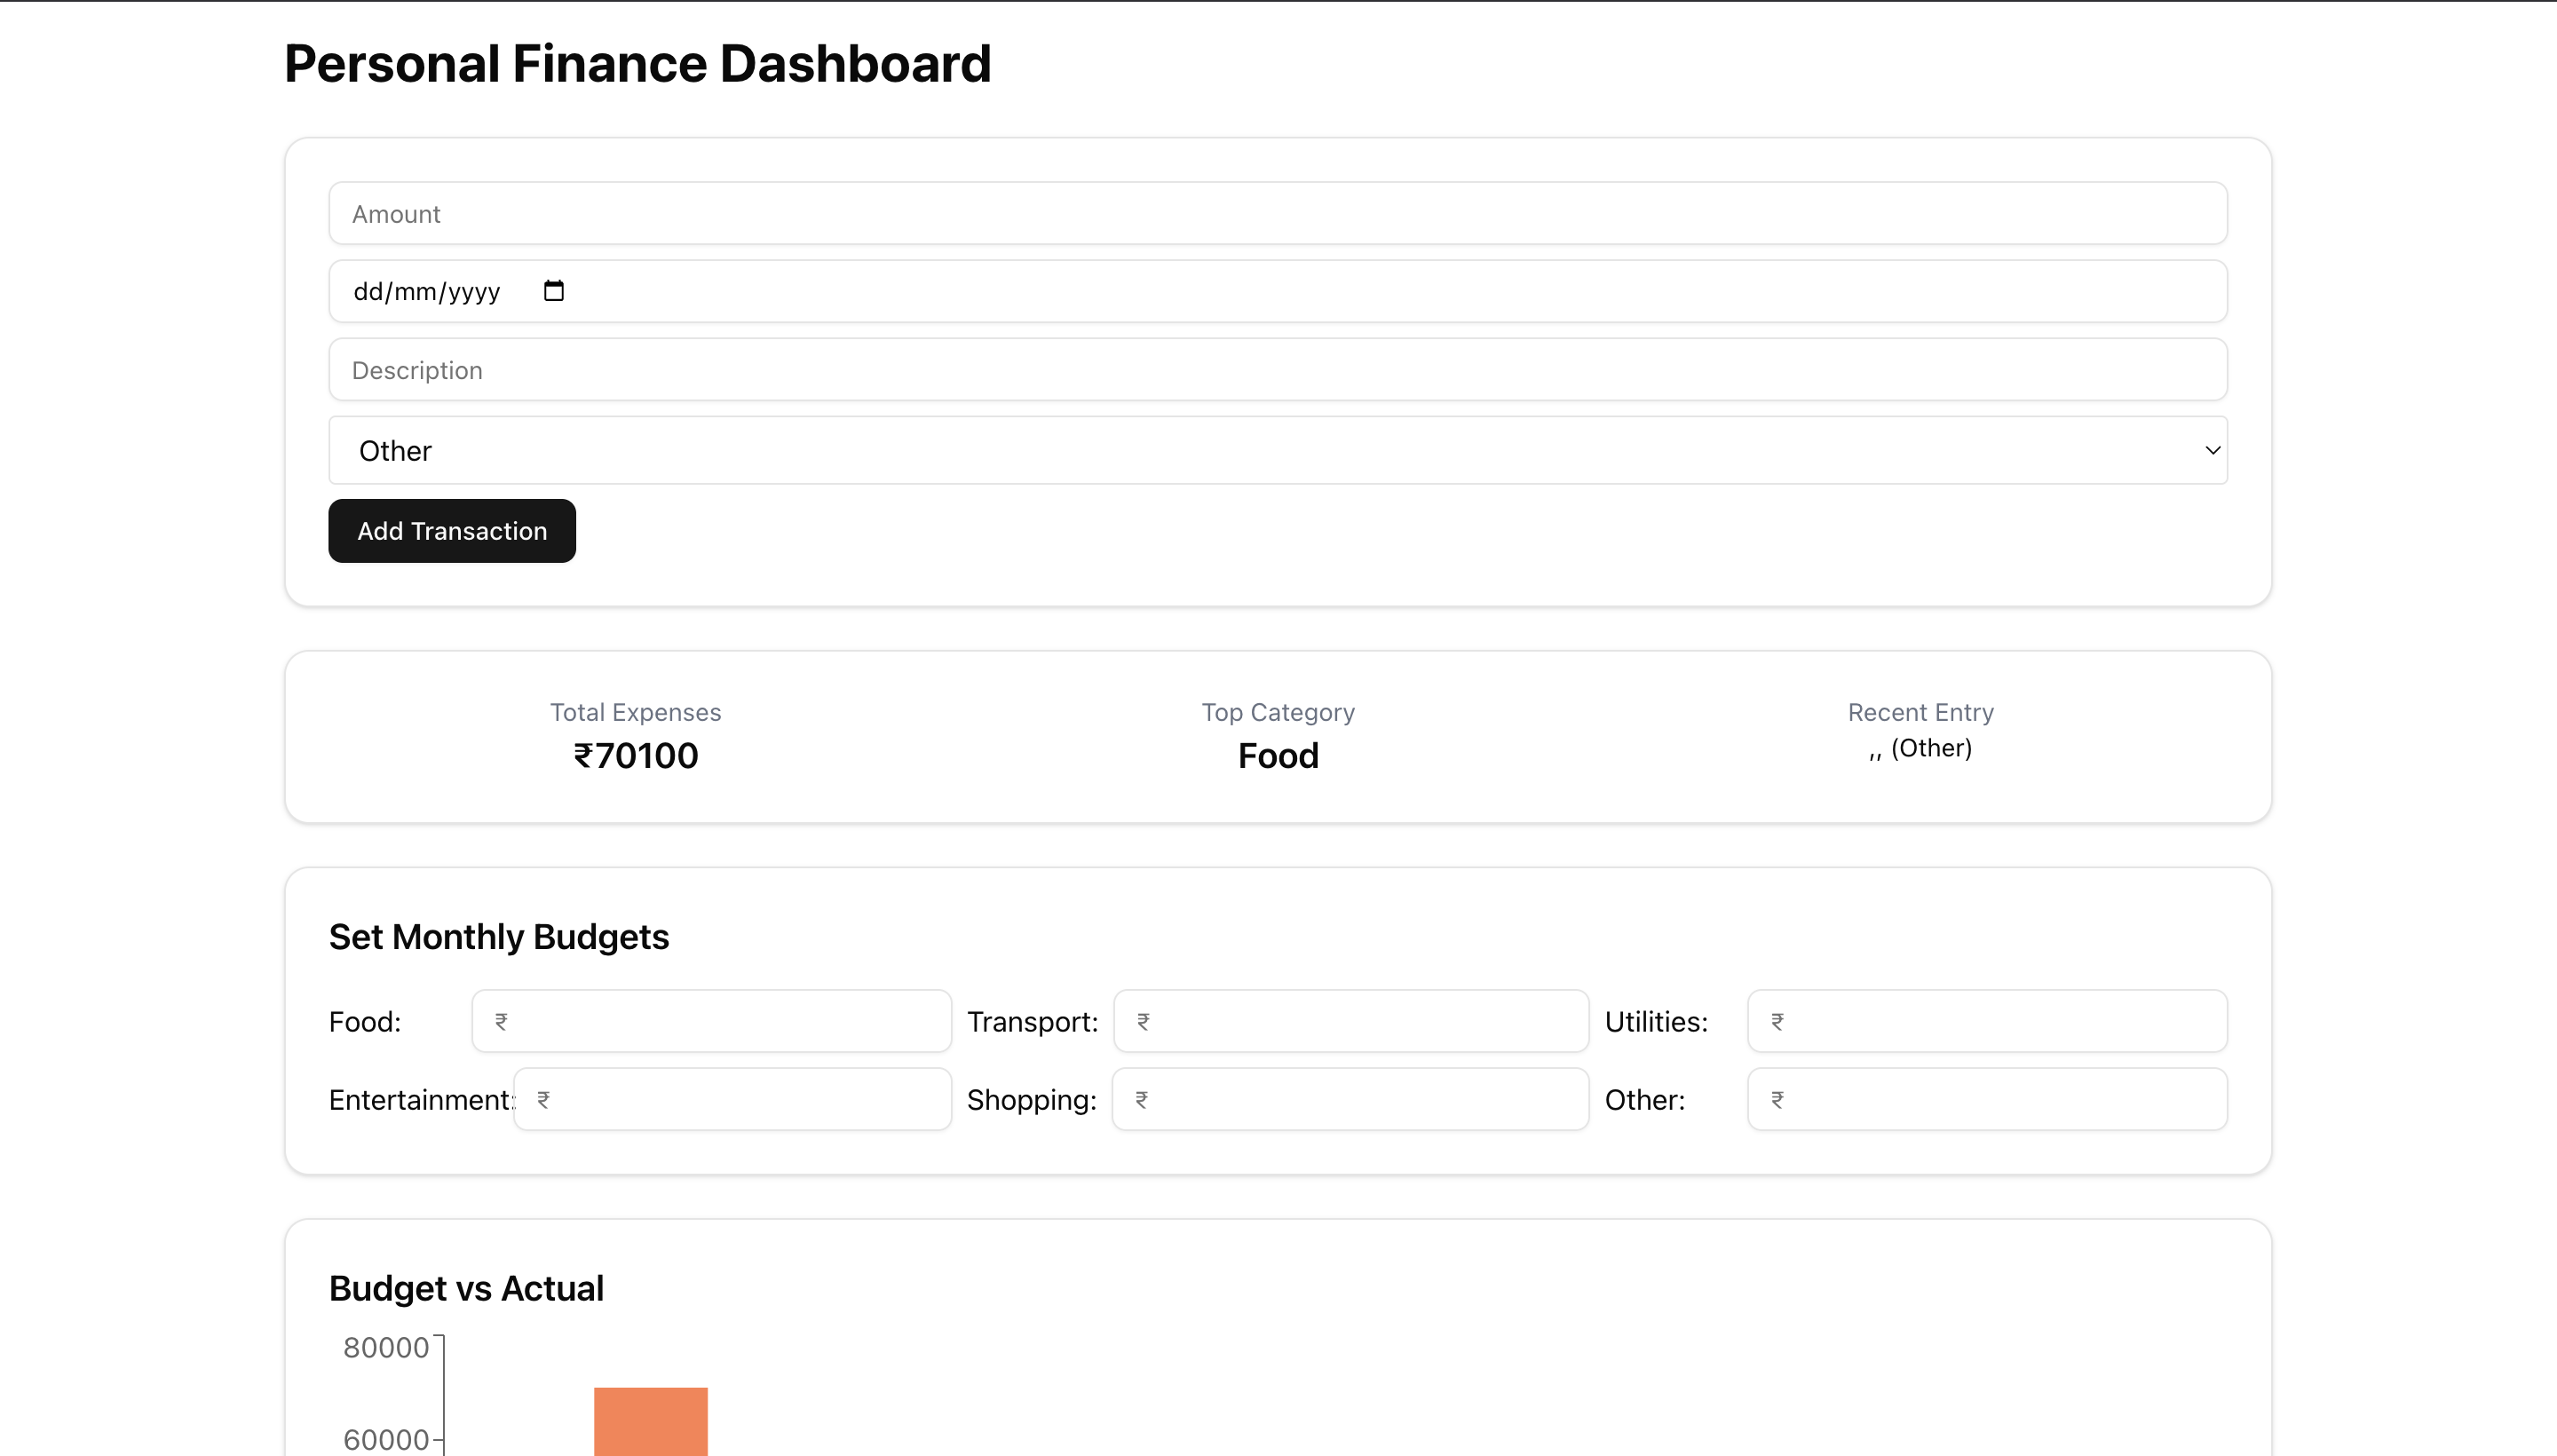 Personal Finance Dashboard
Amount
dd/mm/yyyy
Description
Other
Add Transaction
Total Expenses Top Category Recent Entry
₹70100 Food ,, (Other)
Set Monthly Budgets
Food: ₹ Transport: ₹ Utilities: ₹
Entertainment: ₹ Shopping: ₹ Other: ₹
Budget vs Actual
80000
60000